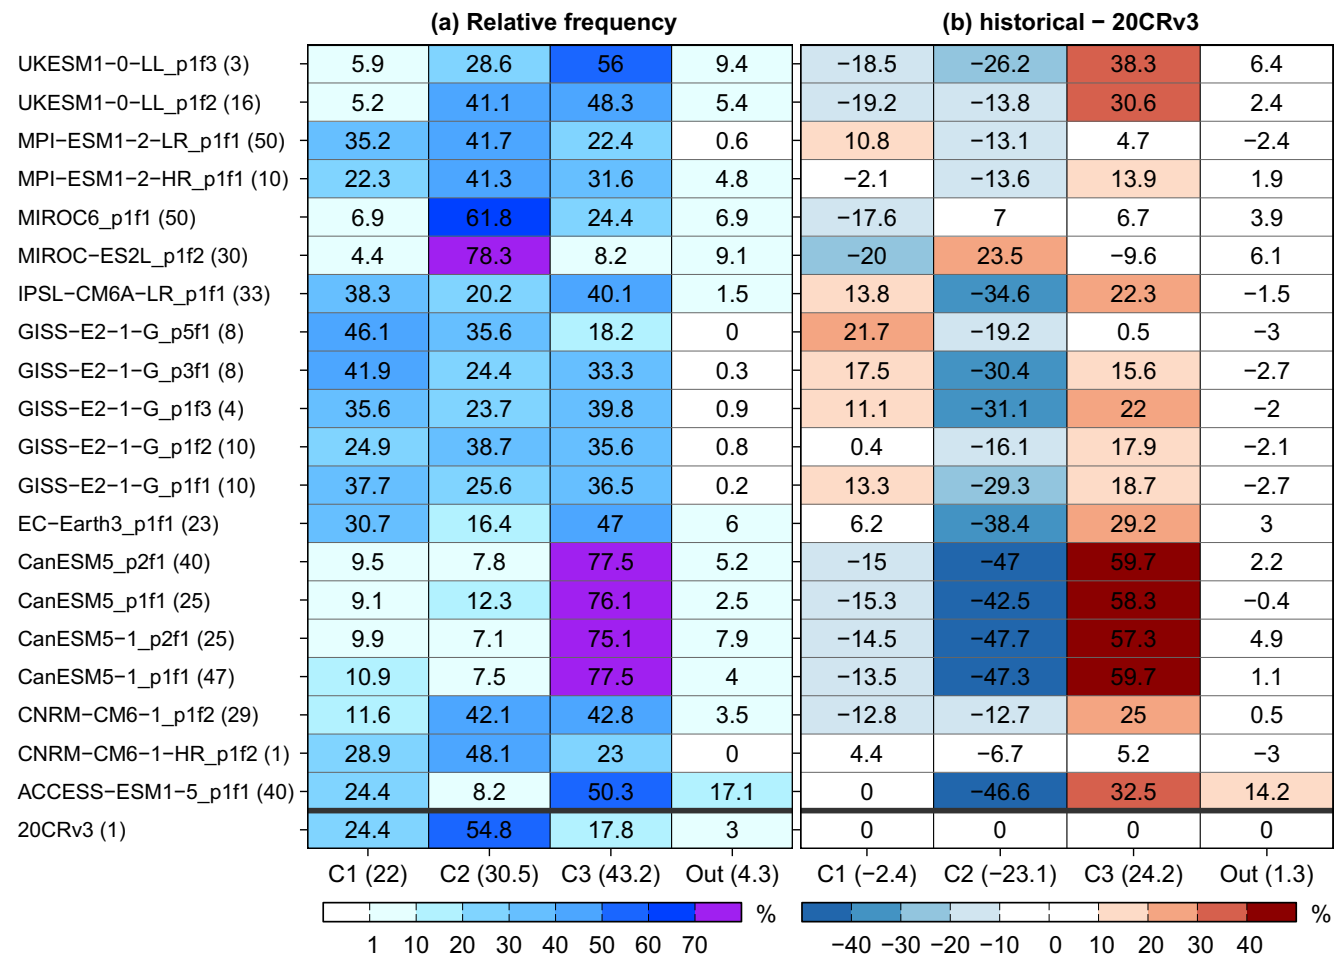 (a) Relative frequency (b) historical − 20CRv3
UKESM1−0−LL_p1f3 (3) 5.9 28.6 56 9.4 −18.5 −26.2 38.3 6.4
UKESM1−0−LL_p1f2 (16) 5.2 41.1 48.3 5.4 −19.2 −13.8 30.6 2.4
MPI−ESM1−2−LR_p1f1 (50) 35.2 41.7 22.4 0.6 10.8 −13.1 4.7 −2.4
MPI−ESM1−2−HR_p1f1 (10) 22.3 41.3 31.6 4.8 −2.1 −13.6 13.9 1.9
MIROC6_p1f1 (50) 6.9 61.8 24.4 6.9 −17.6 7 6.7 3.9
MIROC−ES2L_p1f2 (30) 4.4 78.3 8.2 9.1 −20 23.5 −9.6 6.1
IPSL−CM6A−LR_p1f1 (33) 38.3 20.2 40.1 1.5 13.8 −34.6 22.3 −1.5
GISS−E2−1−G_p5f1 (8) 46.1 35.6 18.2 0 21.7 −19.2 0.5 −3
GISS−E2−1−G_p3f1 (8) 41.9 24.4 33.3 0.3 17.5 −30.4 15.6 −2.7
GISS−E2−1−G_p1f3 (4) 35.6 23.7 39.8 0.9 11.1 −31.1 22 −2
GISS−E2−1−G_p1f2 (10) 24.9 38.7 35.6 0.8 0.4 −16.1 17.9 −2.1
GISS−E2−1−G_p1f1 (10) 37.7 25.6 36.5 0.2 13.3 −29.3 18.7 −2.7
EC−Earth3_p1f1 (23) 30.7 16.4 47 6 6.2 −38.4 29.2 3
CanESM5_p2f1 (40) 9.5 7.8 77.5 5.2 −15 −47 59.7 2.2
CanESM5_p1f1 (25) 9.1 12.3 76.1 2.5 −15.3 −42.5 58.3 −0.4
CanESM5−1_p2f1 (25) 9.9 7.1 75.1 7.9 −14.5 −47.7 57.3 4.9
CanESM5−1_p1f1 (47) 10.9 7.5 77.5 4 −13.5 −47.3 59.7 1.1
CNRM−CM6−1_p1f2 (29) 11.6 42.1 42.8 3.5 −12.8 −12.7 25 0.5
CNRM−CM6−1−HR_p1f2 (1) 28.9 48.1 23 0 4.4 −6.7 5.2 −3
ACCESS−ESM1−5_p1f1 (40) 24.4 8.2 50.3 17.1 0 −46.6 32.5 14.2
20CRv3 (1) 24.4 54.8 17.8 3 0 0 0 0
C1 (22) C2 (30.5) C3 (43.2) Out (4.3) C1 (−2.4) C2 (−23.1) C3 (24.2) Out (1.3)
% %
1 10 20 30 40 50 60 70 −40 −30 −20 −10 0 10 20 30 40